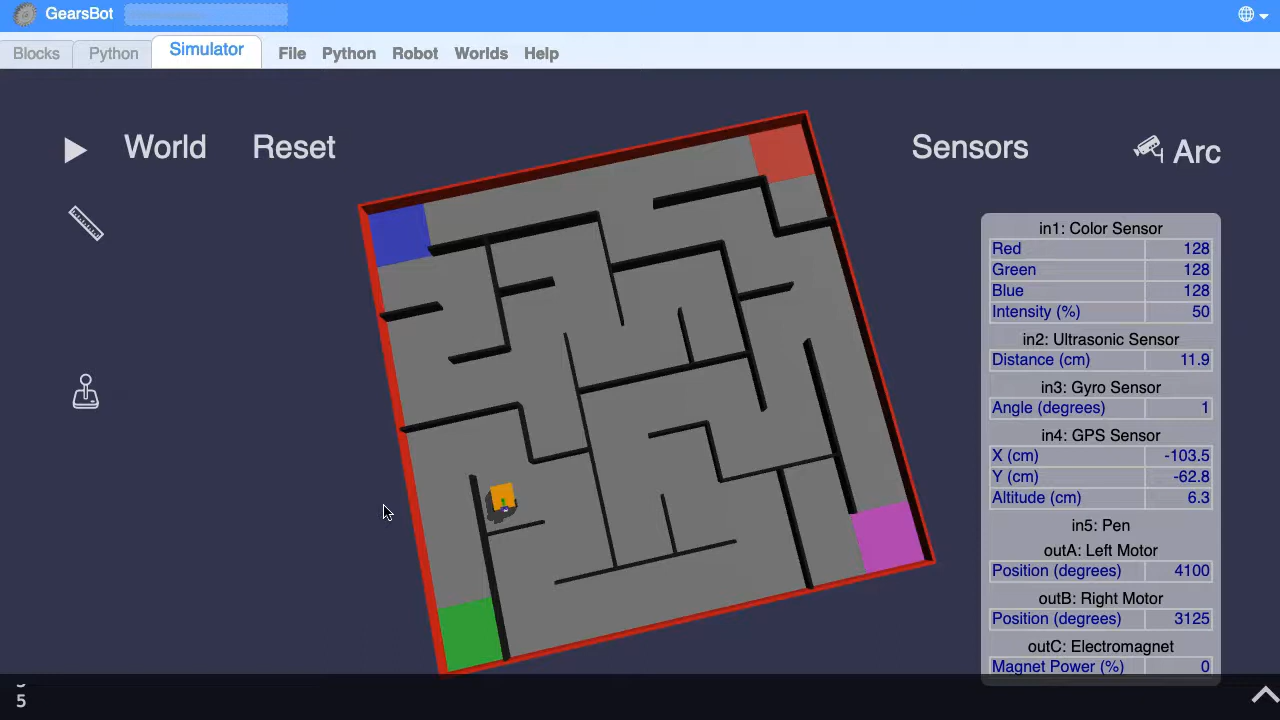 GearsBot
Blocks Python Simulator File Python Robot Worlds Help
World Reset Sensors Arc
in1: Color Sensor
Red 128
Green 128
Blue 128
Intensity (%) 50
in2: Ultrasonic Sensor
Distance (cm) 11.9
in3: Gyro Sensor
Angle (degrees) 1
in4: GPS Sensor
X (cm) -103.5
Y (cm) -62.8
Altitude (cm) 6.3
in5: Pen
outA: Left Motor
Position (degrees) 4100
outB: Right Motor
Position (degrees) 3125
outC: Electromagnet
Magnet Power (%) 0
5